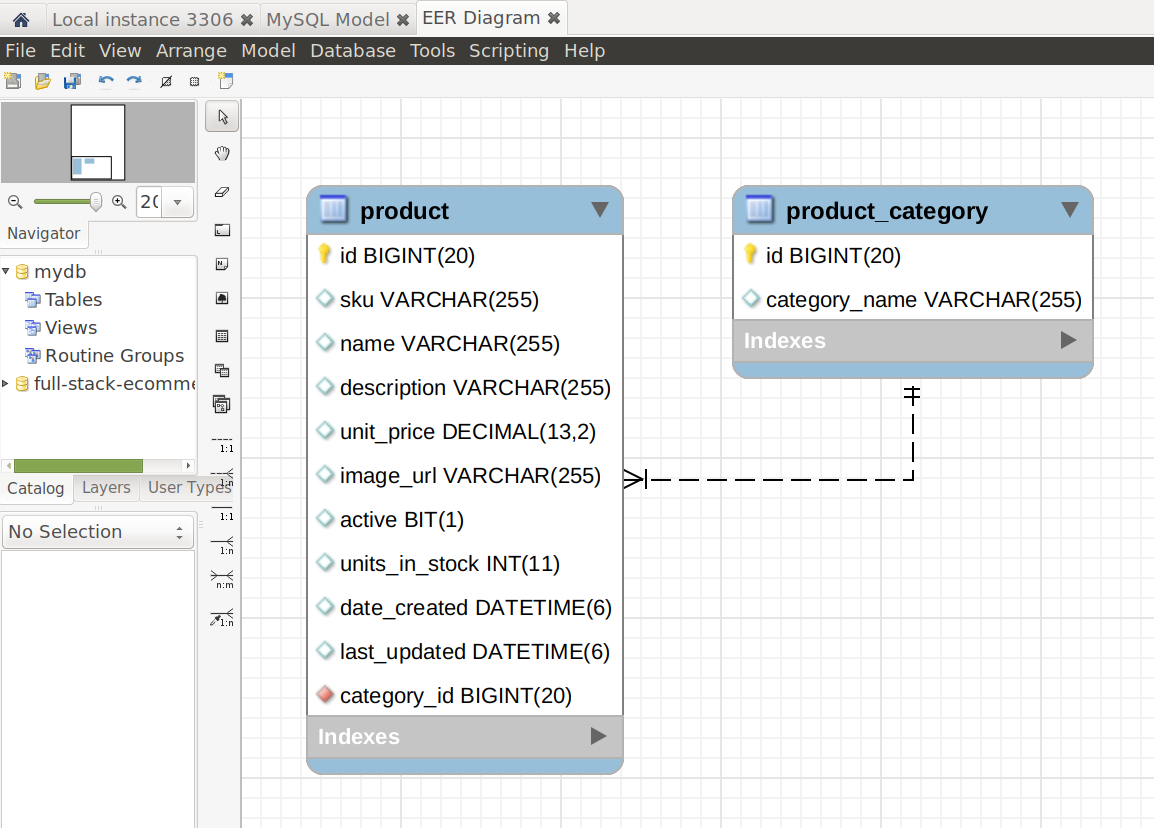 Local instance 3306 MySQL Model EER Diagram
File Edit View Arrange Model Database Tools Scripting Help
20
Navigator
mydb
Tables
Views
Routine Groups
full-stack-ecomme
Catalog Layers User Types
No Selection
1:1
1:n
1:1
1:n
n:m
1:n
product
id BIGINT(20)
sku VARCHAR(255)
name VARCHAR(255)
description VARCHAR(255)
unit_price DECIMAL(13,2)
image_url VARCHAR(255)
active BIT(1)
units_in_stock INT(11)
date_created DATETIME(6)
last_updated DATETIME(6)
category_id BIGINT(20)
Indexes
product_category
id BIGINT(20)
category_name VARCHAR(255)
Indexes